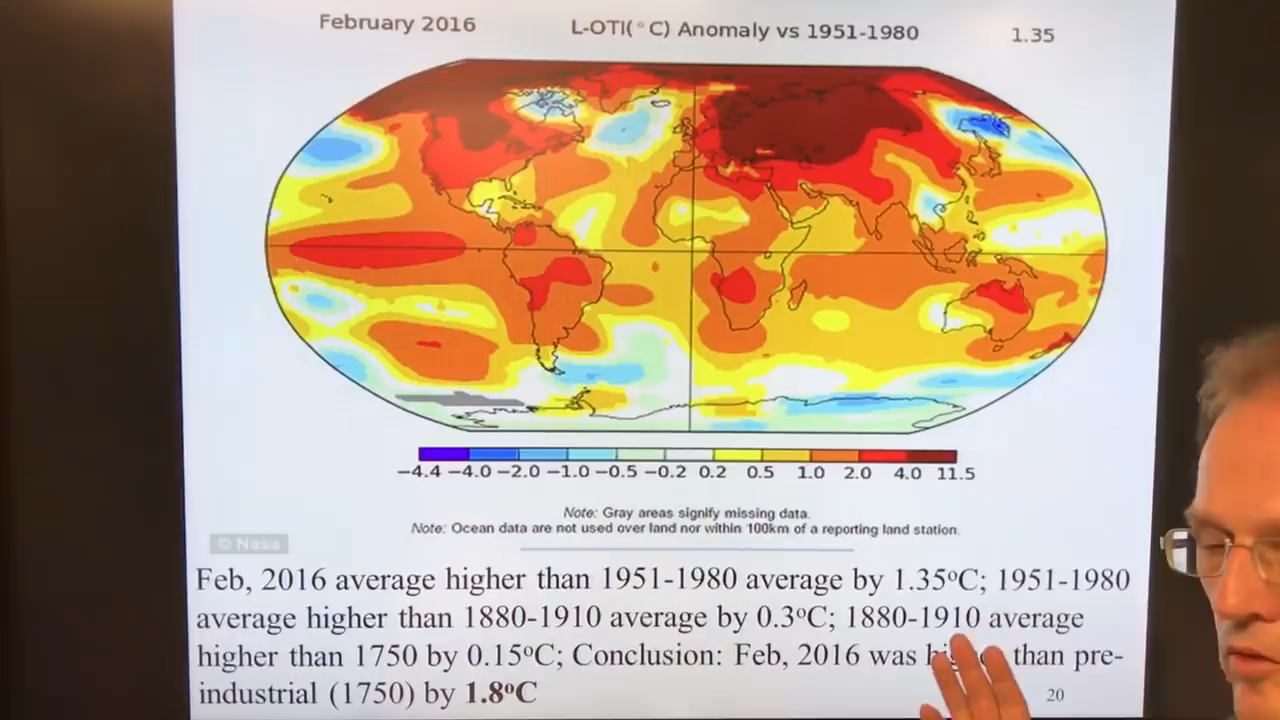 February 2016 L-OTI(°C) Anomaly vs 1951-1980 1.35
−4.4 −4.0 −2.0 −1.0 −0.5 −0.2 0.2 0.5 1.0 2.0 4.0 11.5
Note: Gray areas signify missing data.
Note: Ocean data are not used over land nor within 100km of a reporting land station.
© Nasa
Feb, 2016 average higher than 1951-1980 average by 1.35°C; 1951-1980
average higher than 1880-1910 average by 0.3°C; 1880-1910 average
higher than 1750 by 0.15°C; Conclusion: Feb, 2016 was than pre-
industrial (1750) by 1.8°C 20